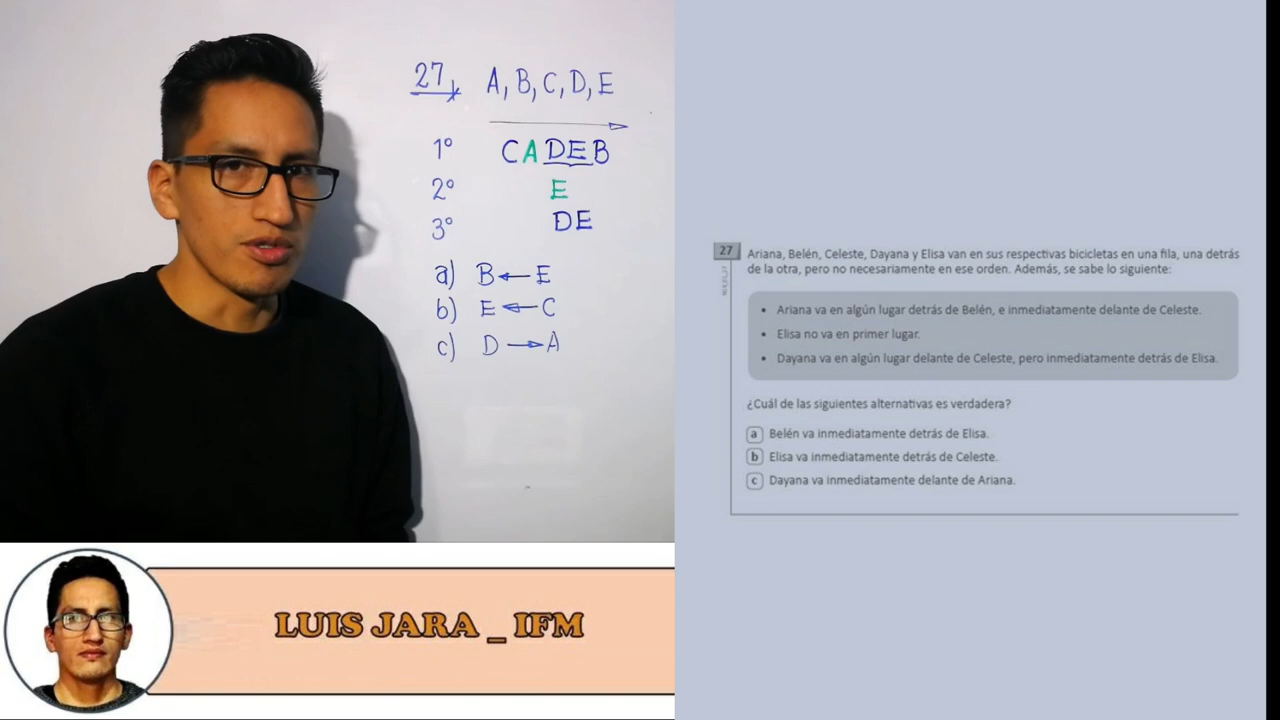 27, A, B, C, D, E
1° CADEB
2° E
3° DE
a) B ← E
b) E ← C
c) D → A
LUIS JARA _ IFM
27 Ariana, Belén, Celeste, Dayana y Elisa van en sus respectivas bicicletas en una fila, una detrás
de la otra, pero no necesariamente en ese orden. Además, se sabe lo siguiente:
• Ariana va en algún lugar detrás de Belén, e inmediatamente delante de Celeste.
• Elisa no va en primer lugar.
• Dayana va en algún lugar delante de Celeste, pero inmediatamente detrás de Elisa.
¿Cuál de las siguientes alternativas es verdadera?
a Belén va inmediatamente detrás de Elisa.
b Elisa va inmediatamente detrás de Celeste.
c Dayana va inmediatamente delante de Ariana.